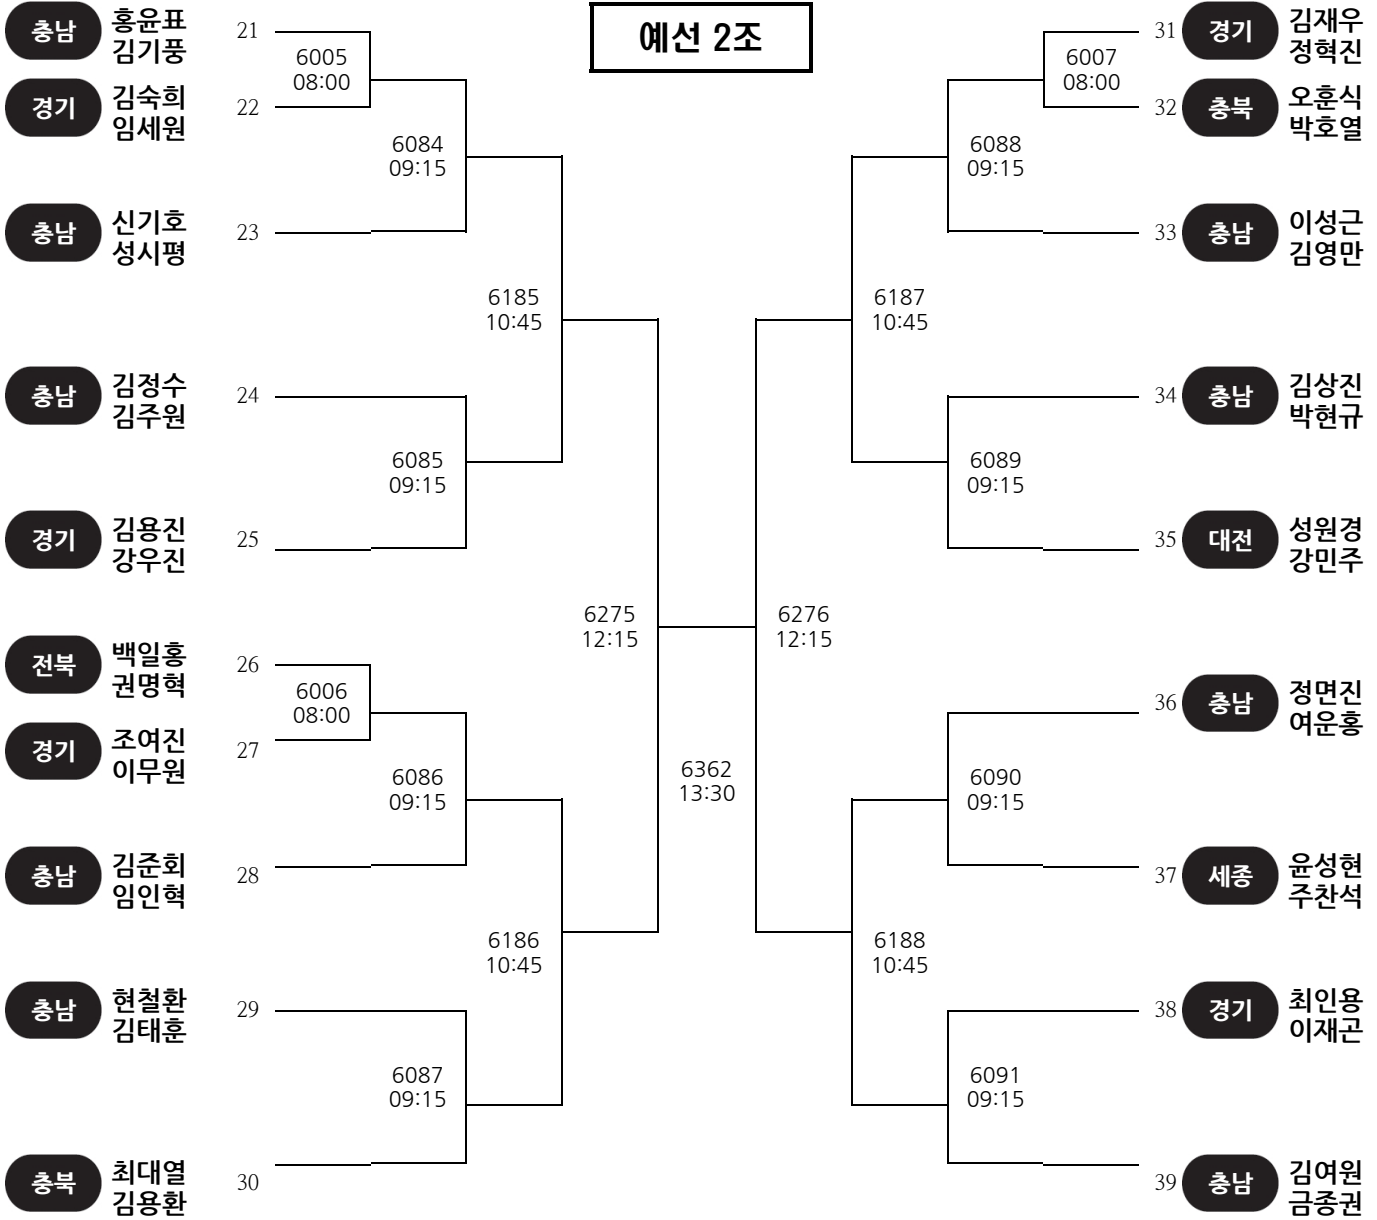 예선 2조
충남
홍윤표
김기풍
21
6005
08:00
경기
김숙희
임세원
22
6084
09:15
충남
신기호
성시평
23
6185
10:45
충남
김정수
김주원
24
6085
09:15
경기
김용진
강우진
25
6275
12:15
전북
백일홍
권명혁
26
6006
08:00
경기
조여진
이무원
27
6086
09:15
충남
김준회
임인혁
28
6186
10:45
충남
현철환
김태훈
29
6087
09:15
충북
최대열
김용환
30
6362
13:30
31
경기
김재우
정혁진
6007
08:00
32
충북
오훈식
박호열
6088
09:15
33
충남
이성근
김영만
6187
10:45
34
충남
김상진
박현규
6089
09:15
35
대전
성원경
강민주
6276
12:15
36
충남
정면진
여운홍
6090
09:15
37
세종
윤성현
주찬석
6188
10:45
38
경기
최인용
이재곤
6091
09:15
39
충남
김여원
금종권